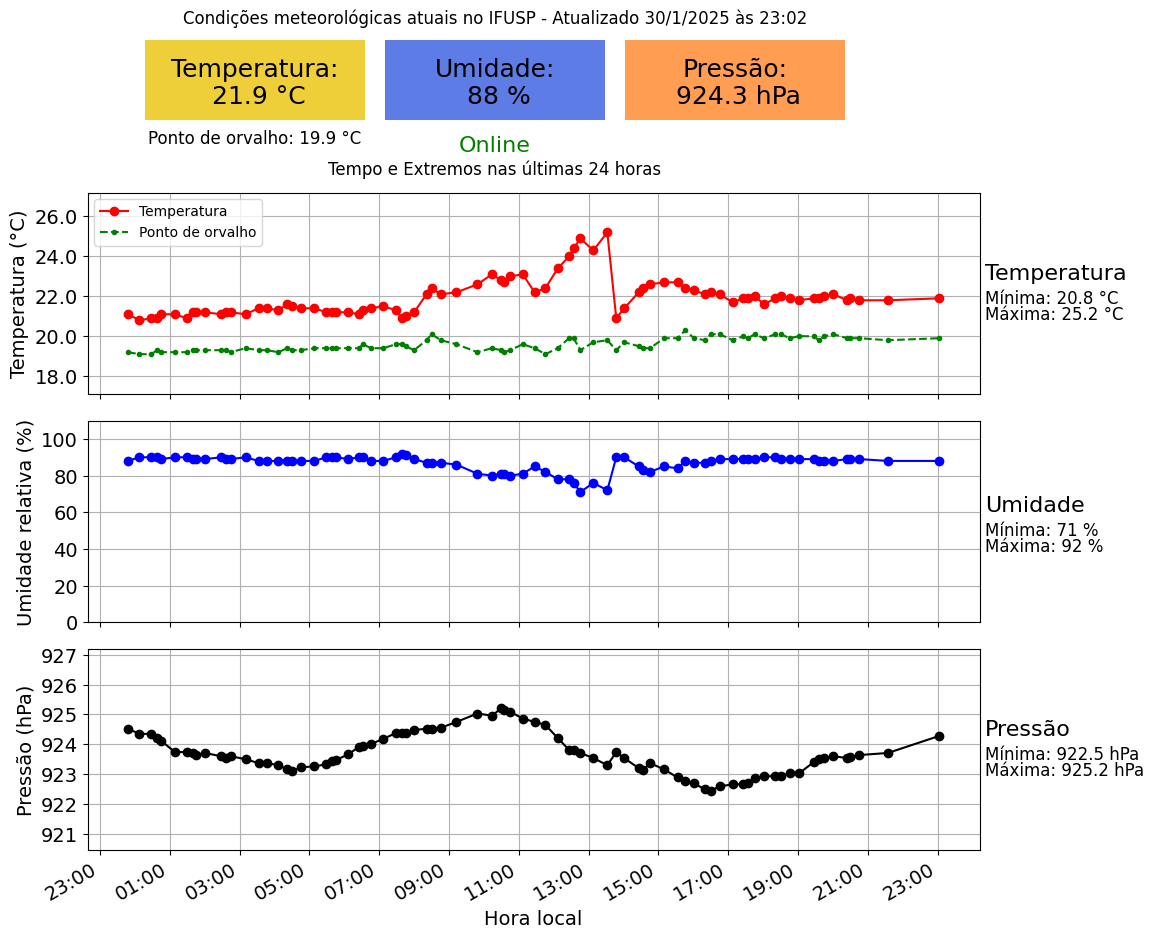 Condições meteorológicas atuais no IFUSP - Atualizado 30/1/2025 às 23:02
Temperatura:
21.9 °C
Umidade:
88 %
Pressão:
924.3 hPa
Ponto de orvalho: 19.9 °C
Online
Tempo e Extremos nas últimas 24 horas
Temperatura (°C)
26.0
24.0
22.0
20.0
18.0
Temperatura
Ponto de orvalho
Temperatura
Mínima: 20.8 °C
Máxima: 25.2 °C
Umidade relativa (%)
100
80
60
40
20
0
Umidade
Mínima: 71 %
Máxima: 92 %
Pressão (hPa)
927
926
925
924
923
922
921
Pressão
Mínima: 922.5 hPa
Máxima: 925.2 hPa
23:00 01:00 03:00 05:00 07:00 09:00 11:00 13:00 15:00 17:00 19:00 21:00 23:00
Hora local